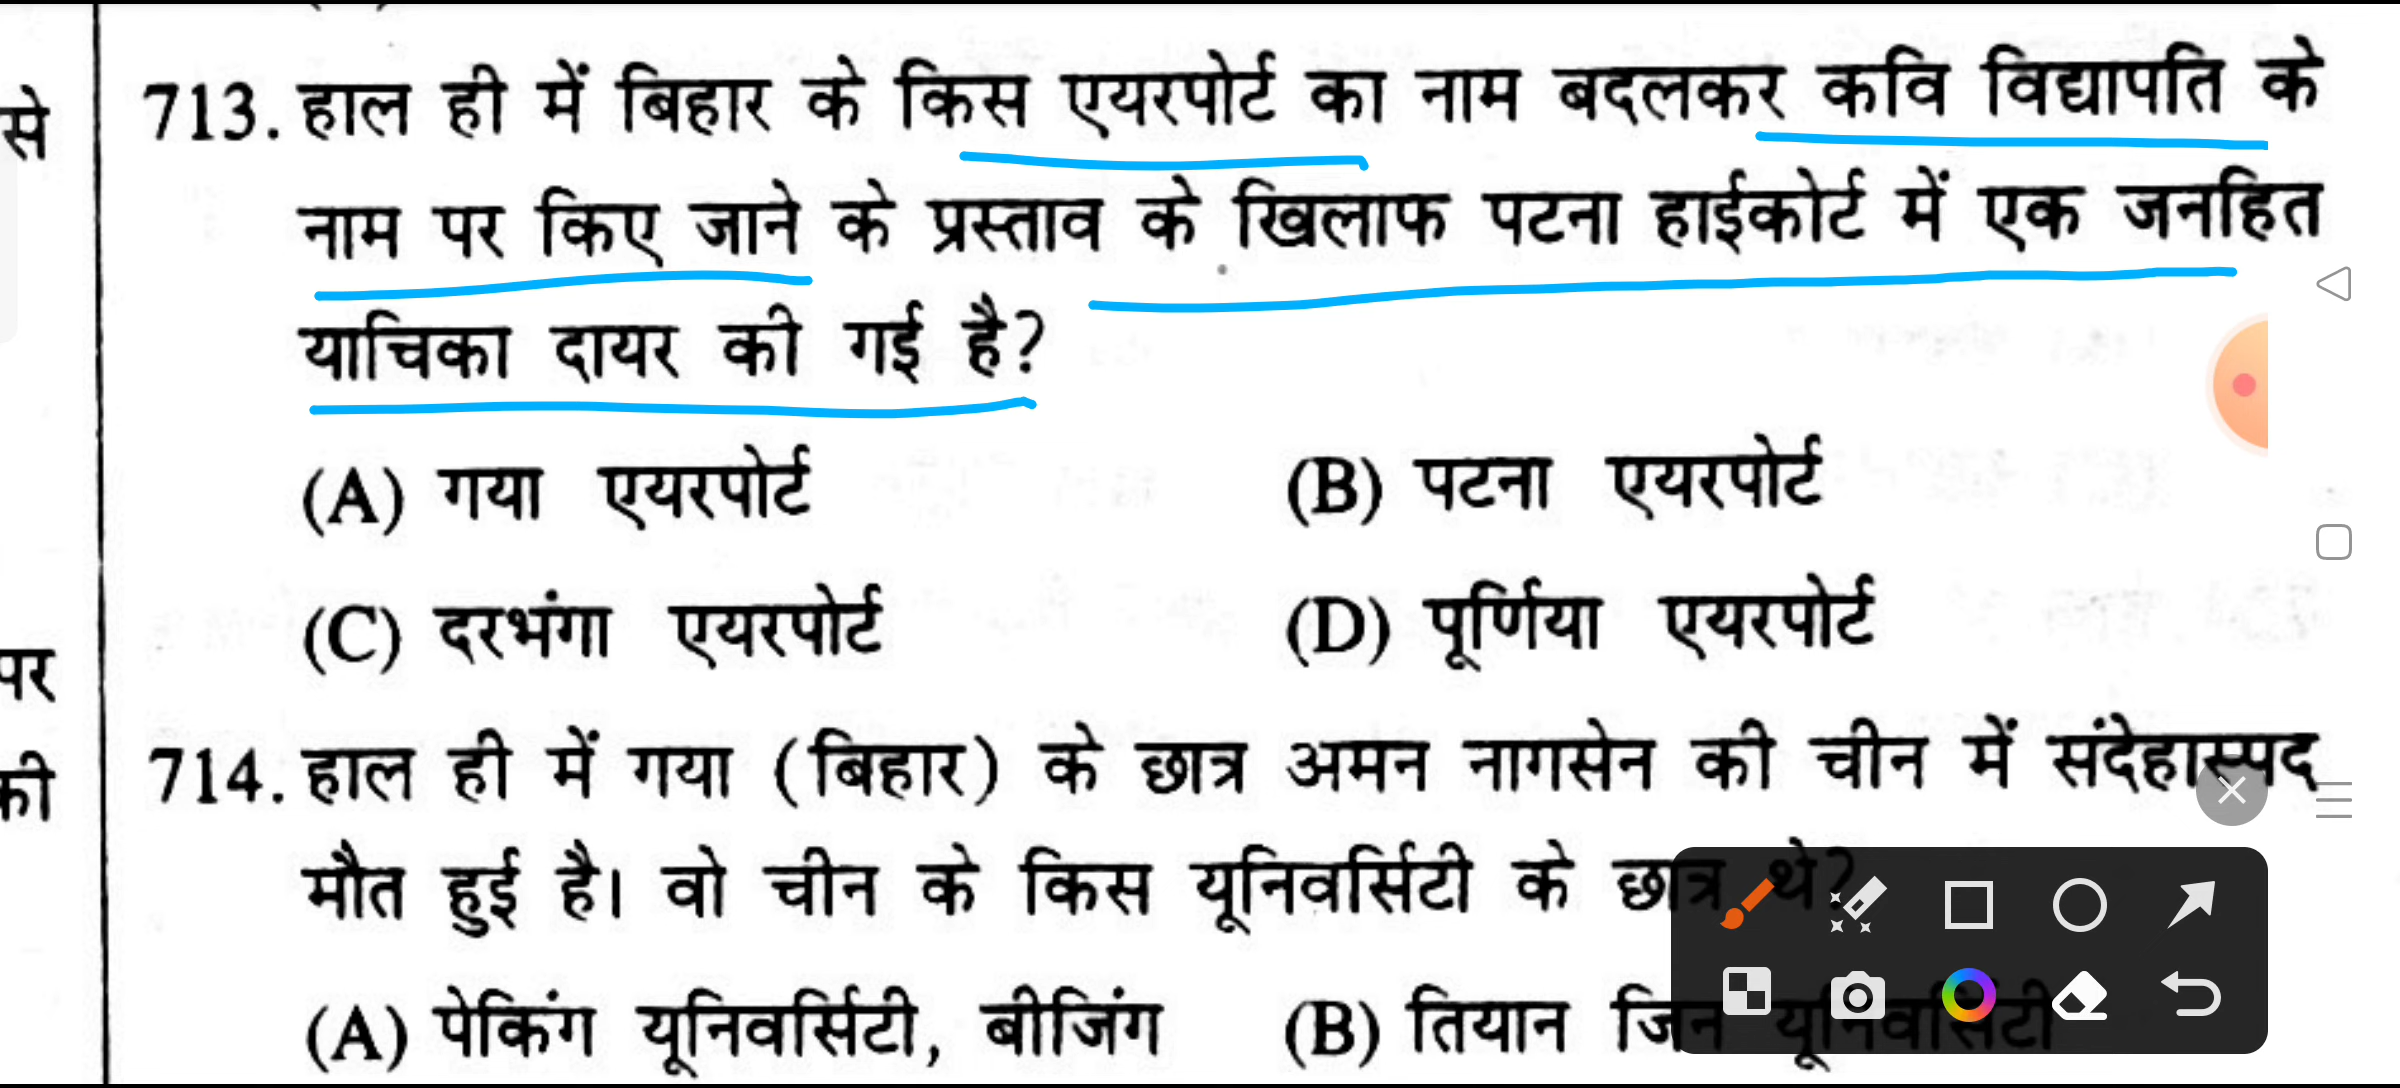 से
713. हाल ही में बिहार के किस एयरपोर्ट का नाम बदलकर कवि विद्यापति के
नाम पर किए जाने के प्रस्ताव के खिलाफ पटना हाईकोर्ट में एक जनहित
याचिका दायर की गई है?
(A) गया एयरपोर्ट (B) पटना एयरपोर्ट
(C) दरभंगा एयरपोर्ट (D) पूर्णिया एयरपोर्ट
पर
714. हाल ही में गया (बिहार) के छात्र अमन नागसेन की चीन में संदेहास्पद
की
मौत हुई है। वो चीन के किस यूनिवर्सिटी के छात्र थे?
(A) पेकिंग यूनिवर्सिटी, बीजिंग (B) तियान जिन यूनिवर्सिटी